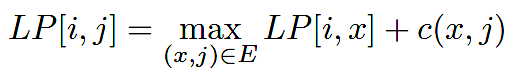 LP[i, j] = max_{(x,j)∈E} LP[i, x] + c(x, j)